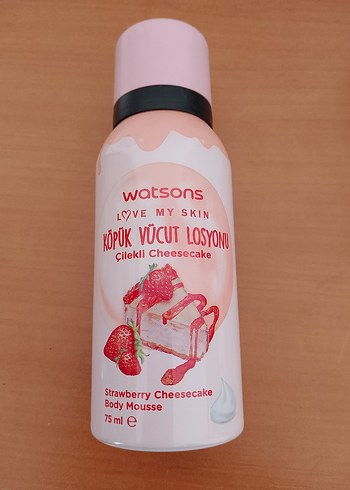 watsons
LOVE MY SKIN
KÖPÜK VÜCUT LOSYONU
Çilekli Cheesecake
Strawberry Cheesecake
Body Mousse
75 ml ℮